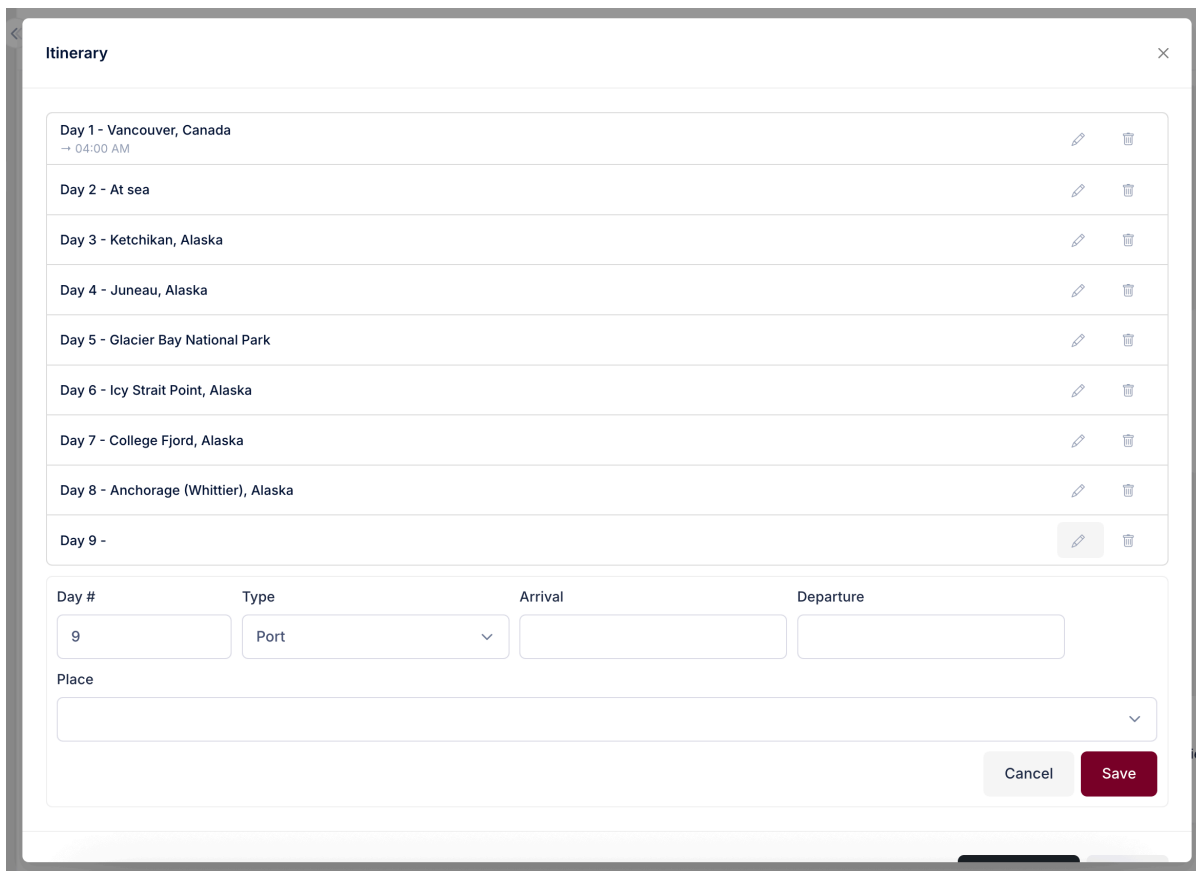 Itinerary
Day 1 - Vancouver, Canada
→ 04:00 AM
Day 2 - At sea
Day 3 - Ketchikan, Alaska
Day 4 - Juneau, Alaska
Day 5 - Glacier Bay National Park
Day 6 - Icy Strait Point, Alaska
Day 7 - College Fjord, Alaska
Day 8 - Anchorage (Whittier), Alaska
Day 9 -
Day # Type Arrival Departure
9 Port
Place
Cancel Save